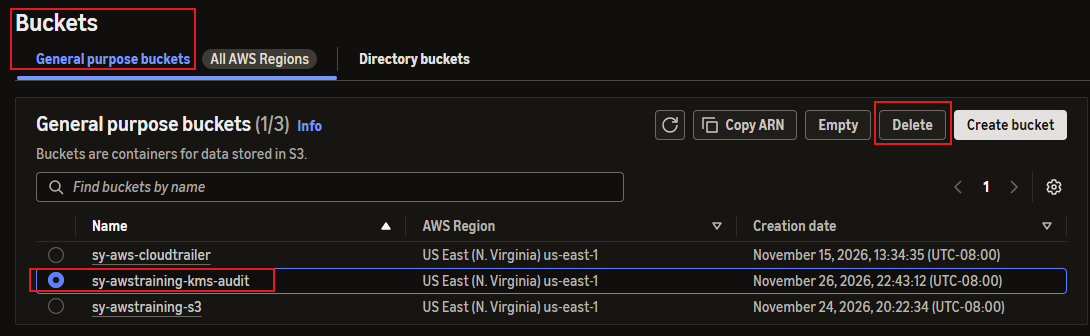 Buckets
General purpose buckets All AWS Regions Directory buckets
General purpose buckets (1/3) Info
Copy ARN Empty Delete Create bucket
Buckets are containers for data stored in S3.
Find buckets by name
1
Name AWS Region Creation date
sy-aws-cloudtrailer US East (N. Virginia) us-east-1 November 15, 2026, 13:34:35 (UTC-08:00)
sy-awstraining-kms-audit US East (N. Virginia) us-east-1 November 26, 2026, 22:43:12 (UTC-08:00)
sy-awstraining-s3 US East (N. Virginia) us-east-1 November 24, 2026, 20:22:34 (UTC-08:00)